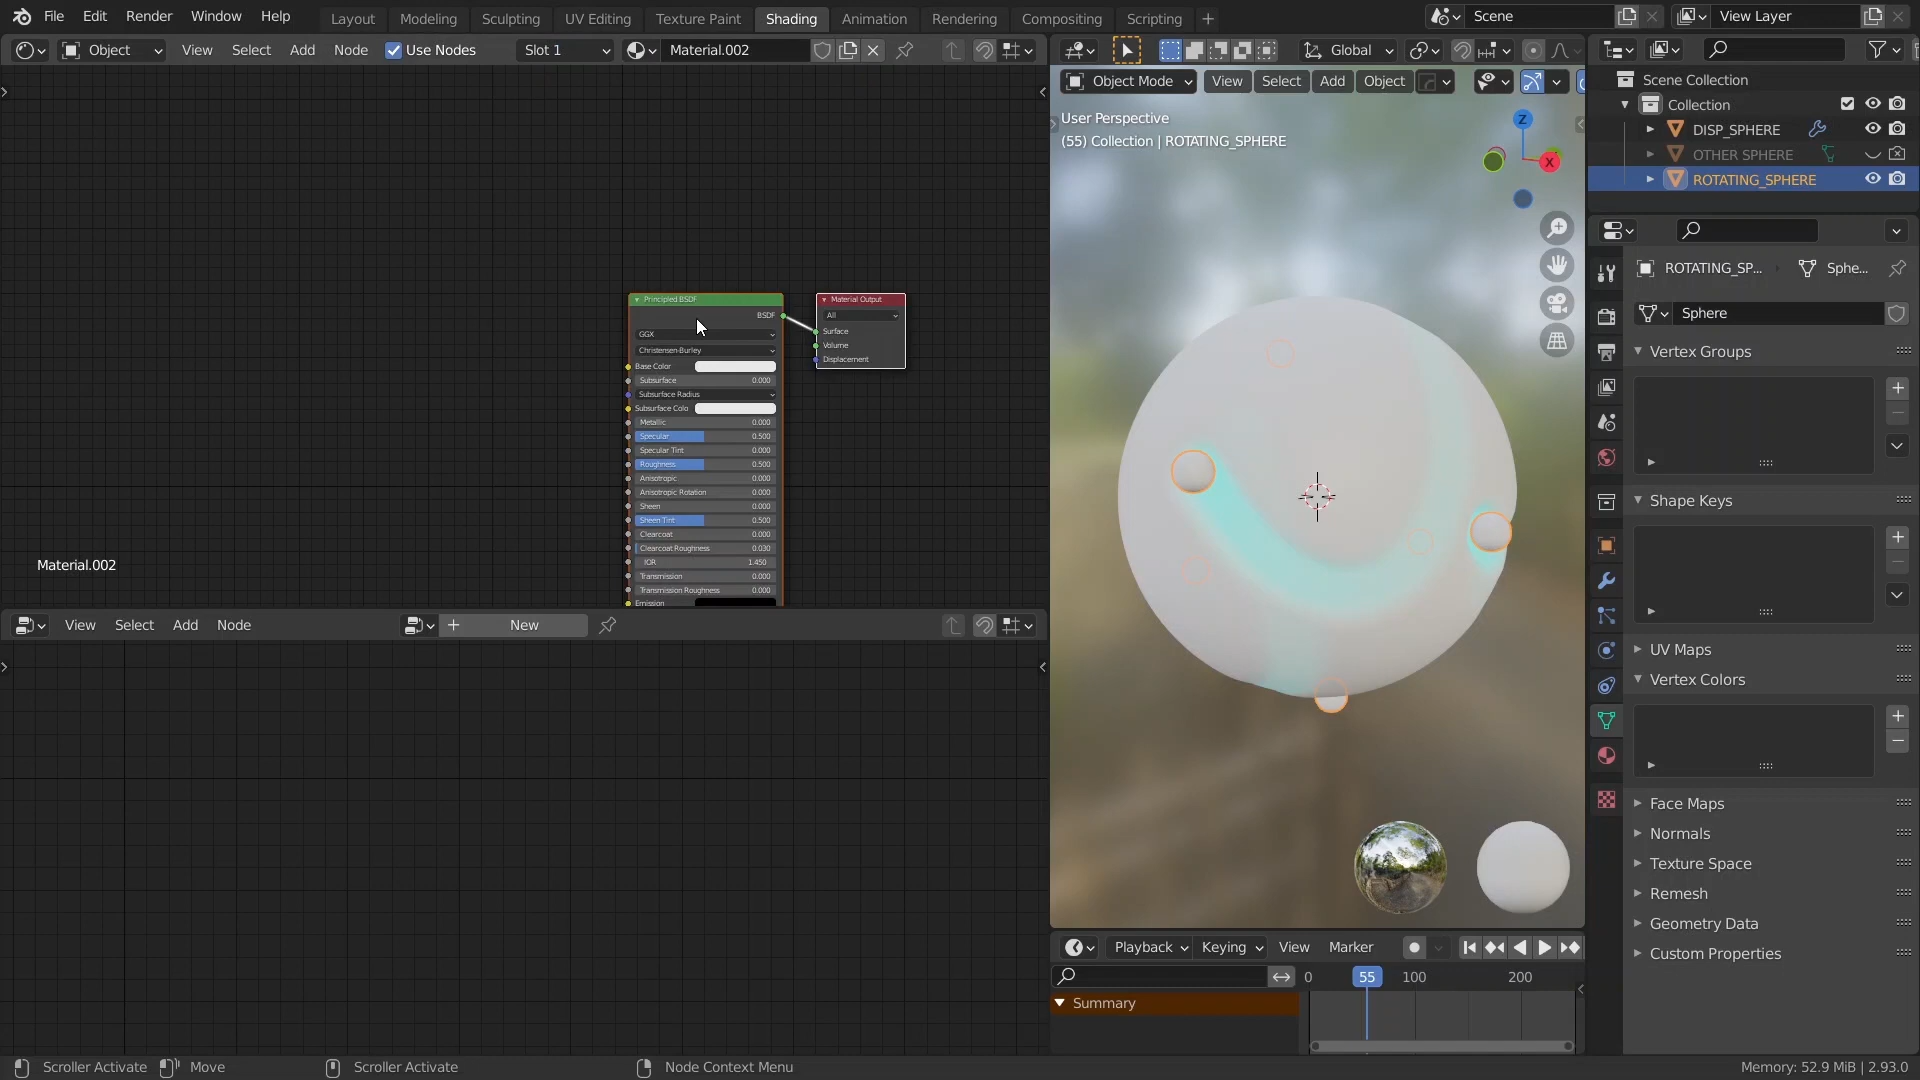 File Edit Render Window Help Layout Modeling Sculpting UV Editing Texture Paint Shading Animation Rendering Compositing Scripting + Scene View Layer
Object View Select Add Node Use Nodes Slot 1 Material.002 Global
Object Mode View Select Add Object
User Perspective
(55) Collection | ROTATING_SPHERE
Z
X
Scene Collection
Collection
DISP_SPHERE
OTHER SPHERE
ROTATING_SPHERE
ROTATING_SP... Sphe...
Sphere
Vertex Groups
Shape Keys
UV Maps
Vertex Colors
Face Maps
Normals
Texture Space
Remesh
Geometry Data
Custom Properties
Principled BSDF
BSDF
GGX
Christensen-Burley
Base Color
Subsurface 0.000
Subsurface Radius
Subsurface Colo
Metallic 0.000
Specular 0.500
Specular Tint 0.000
Roughness 0.500
Anisotropic 0.000
Anisotropic Rotation 0.000
Sheen 0.000
Sheen Tint 0.500
Clearcoat 0.000
Clearcoat Roughness 0.030
IOR 1.450
Transmission 0.000
Transmission Roughness 0.000
Emission
Material Output
All
Surface
Volume
Displacement
Material.002
View Select Add Node + New
Playback Keying View Marker
0 55 100 200
Summary
Scroller Activate Move Scroller Activate Node Context Menu Memory: 52.9 MiB | 2.93.0